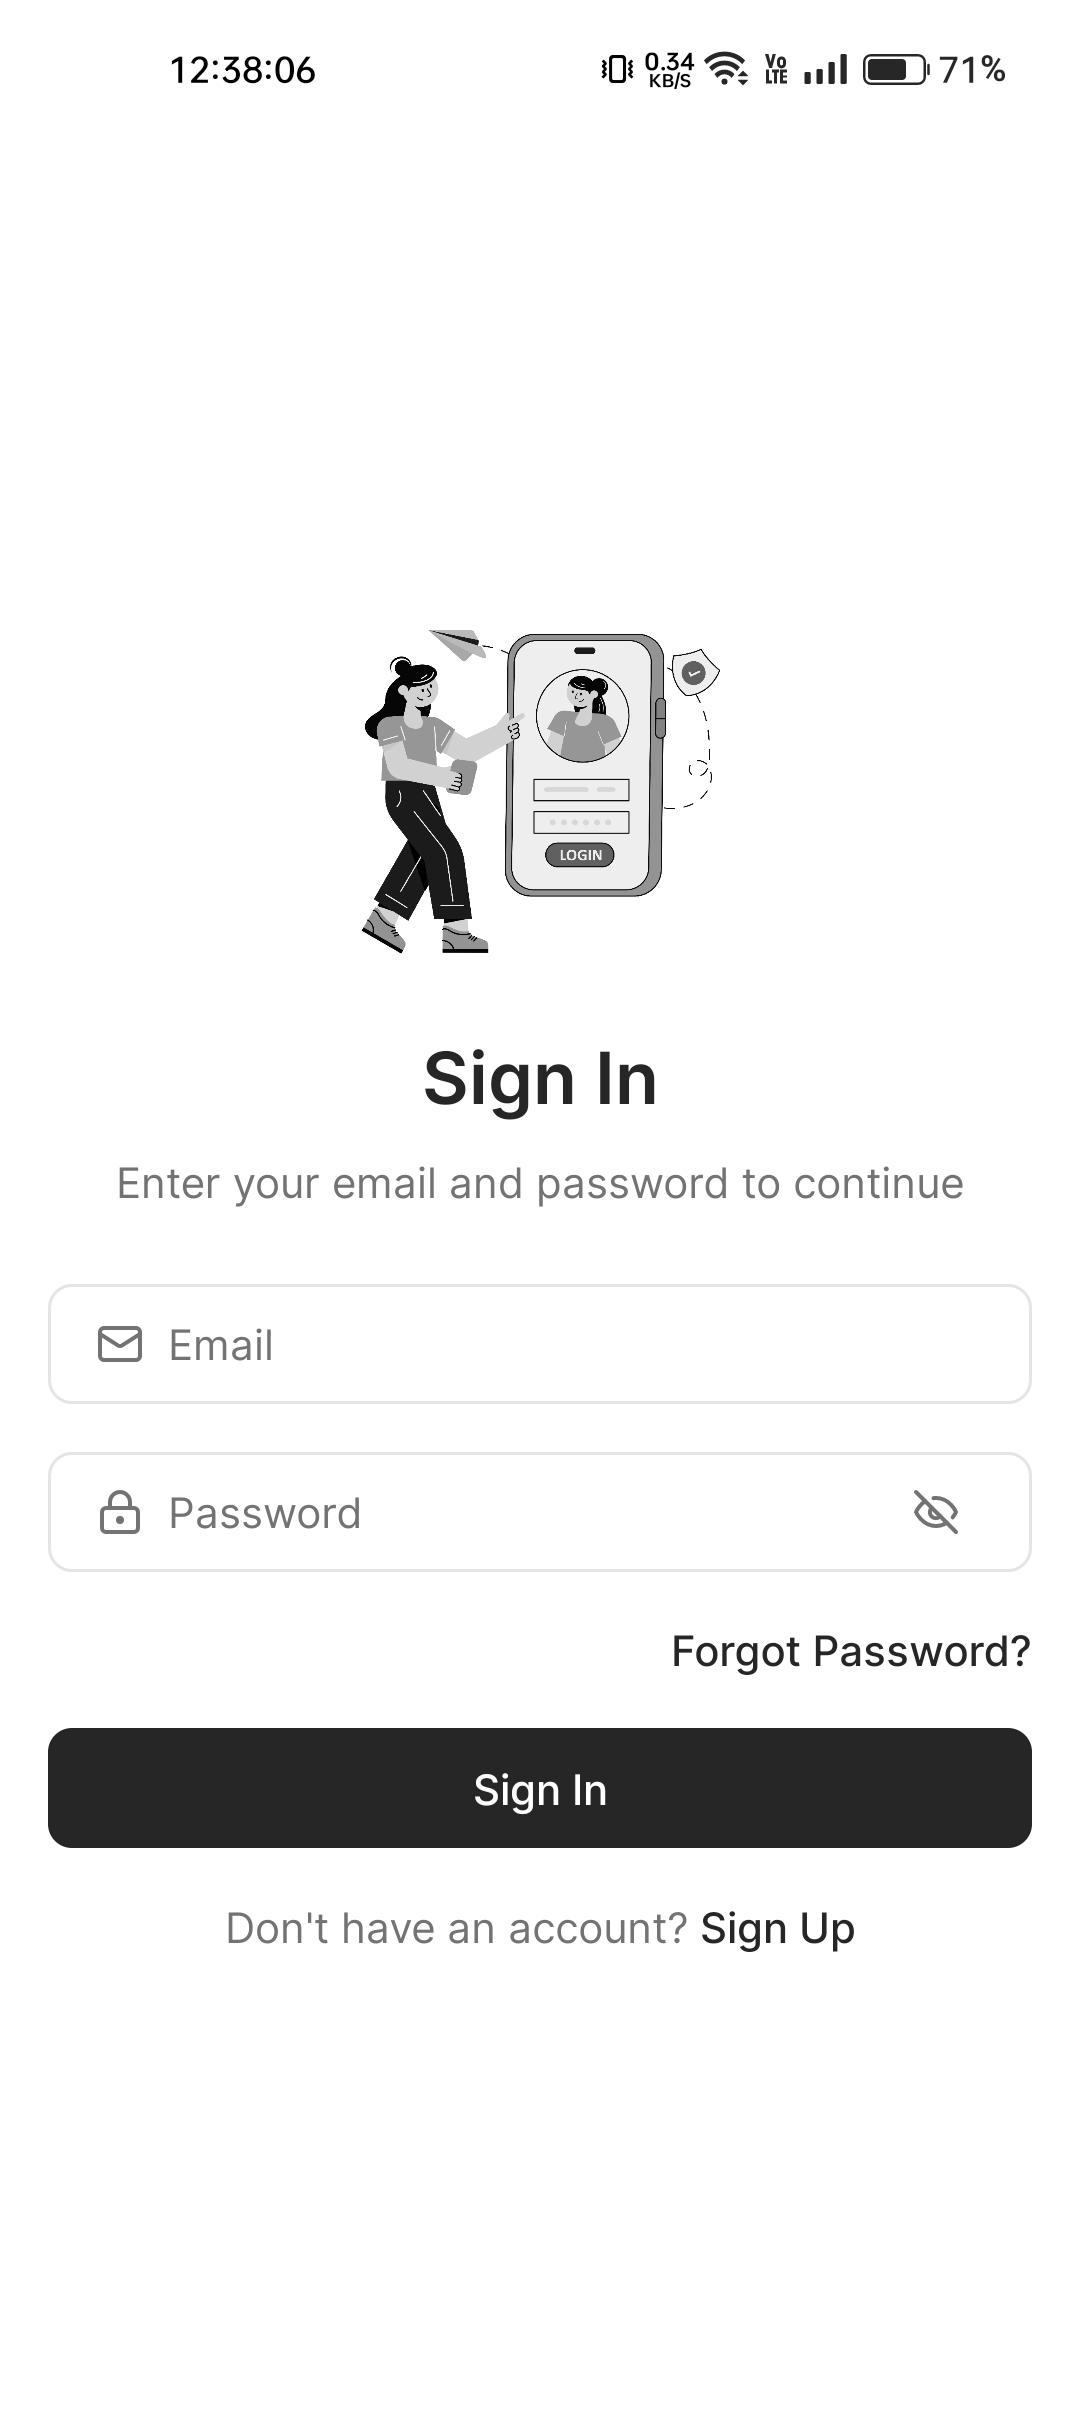 12:38:06 0.34 KB/S Vo LTE 71%
LOGIN
Sign In
Enter your email and password to continue
Email
Password
Forgot Password?
Sign In
Don't have an account? Sign Up